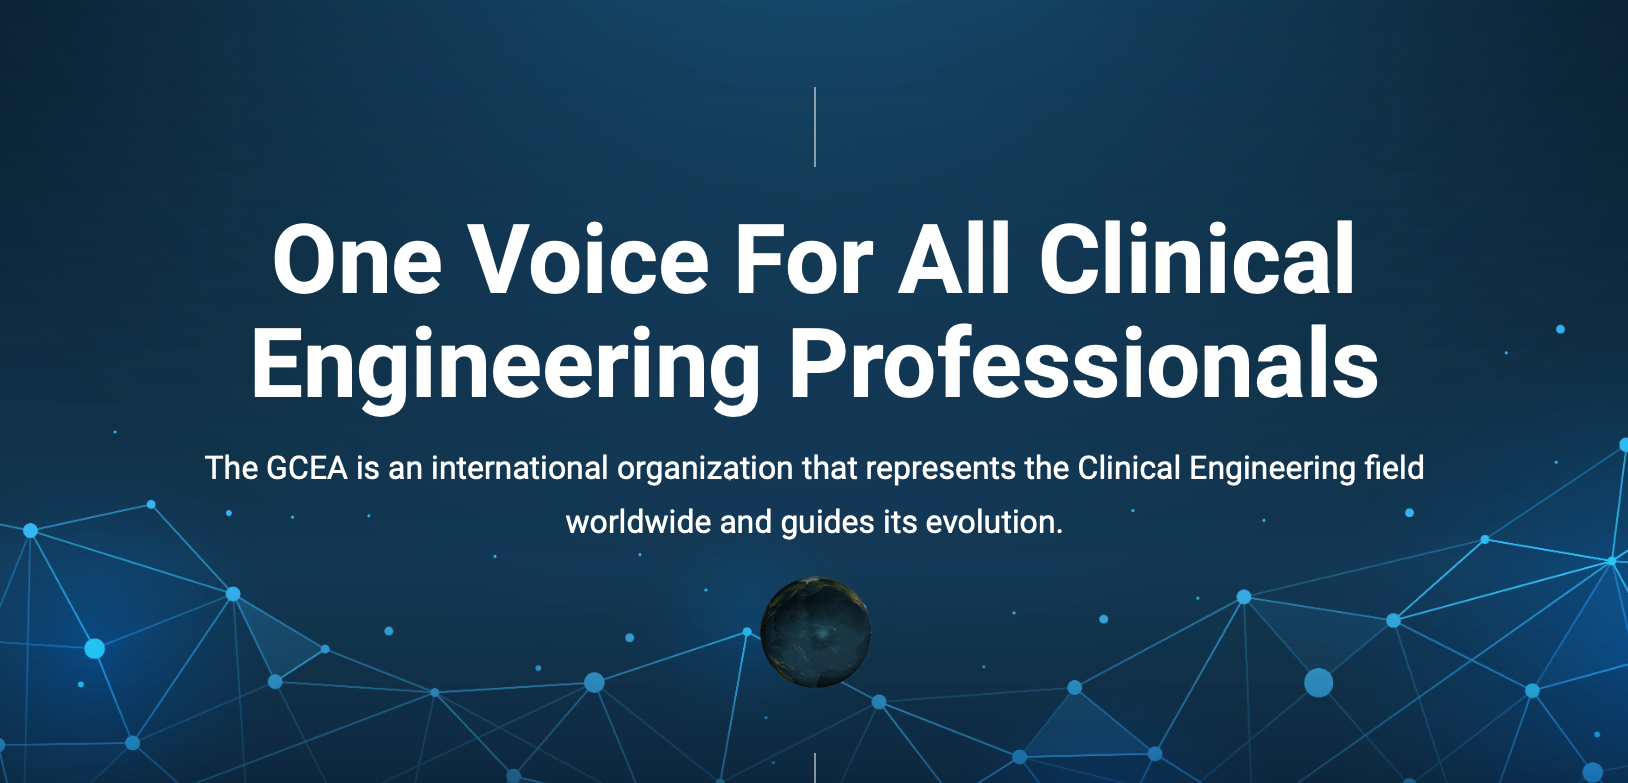 One Voice For All Clinical
Engineering Professionals
The GCEA is an international organization that represents the Clinical Engineering field
worldwide and guides its evolution.